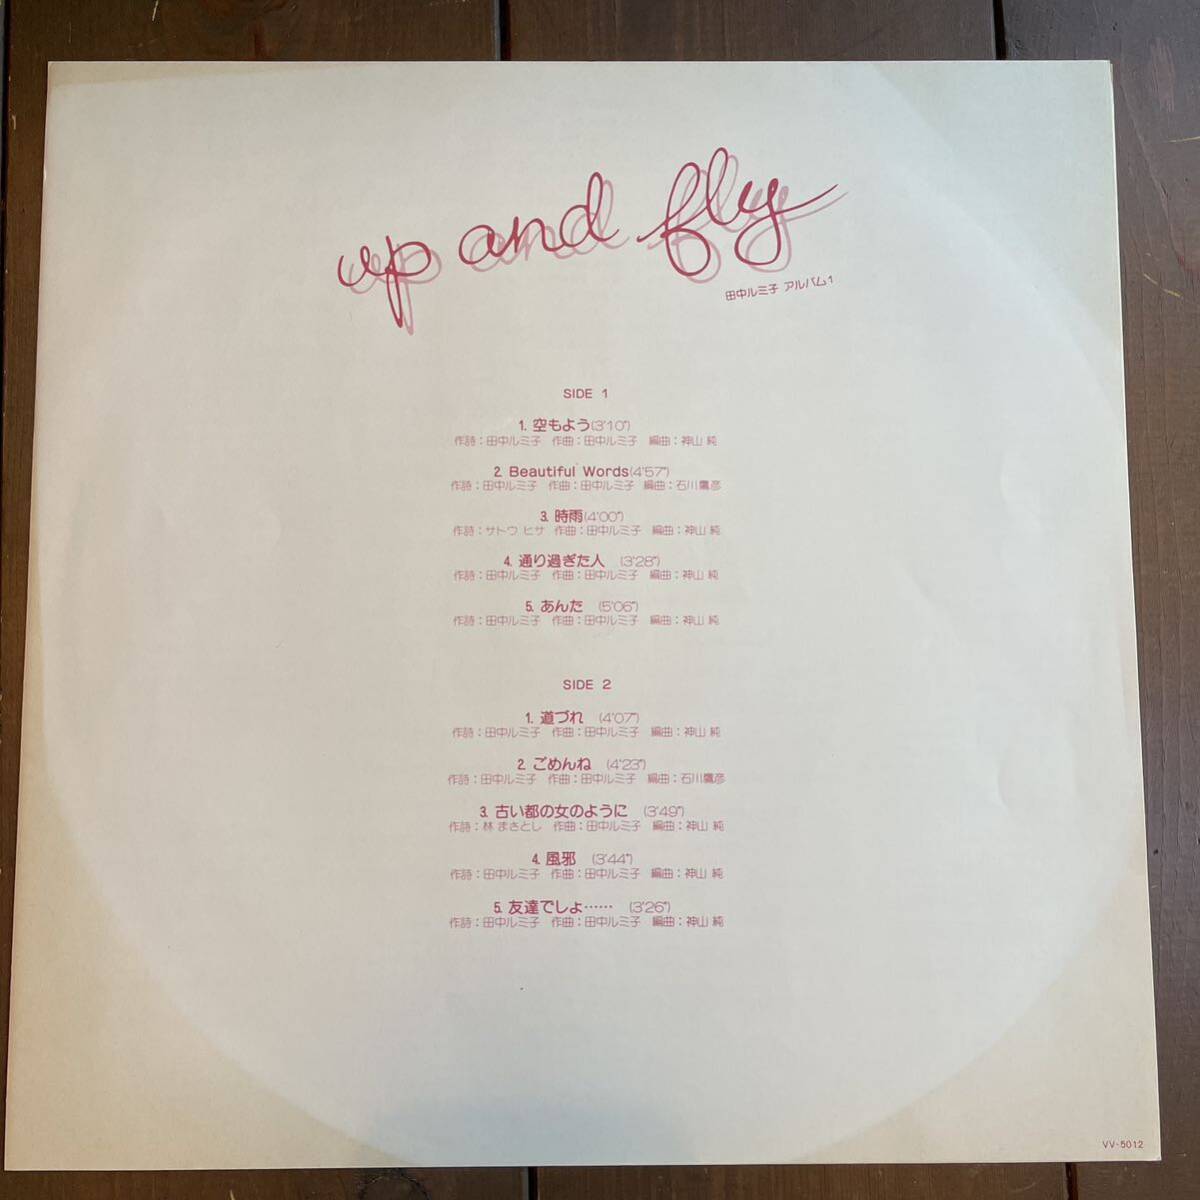 up and fly
田中ルミ子 アルバム1
SIDE 1
1. 空もよう(3'10")
作詩:田中ルミ子 作曲:田中ルミ子 編曲:神山 純
2. Beautiful Words(4'57")
作詩:田中ルミ子 作曲:田中ルミ子 編曲:石川鷹彦
3. 時雨(4'00")
作詩:サトウ ヒサ 作曲:田中ルミ子 編曲:神山 純
4. 通り過ぎた人 (3'28")
作詩:田中ルミ子 作曲:田中ルミ子 編曲:神山 純
5. あんた (5'06")
作詩:田中ルミ子 作曲:田中ルミ子 編曲:神山 純
SIDE 2
1. 道づれ (4'07")
作詩:田中ルミ子 作曲:田中ルミ子 編曲:神山 純
2. ごめんね (4'23")
作詩:田中ルミ子 作曲:田中ルミ子 編曲:石川鷹彦
3. 古い都の女のように (3'49")
作詩:林 まさとし 作曲:田中ルミ子 編曲:神山 純
4. 風邪 (3'44")
作詩:田中ルミ子 作曲:田中ルミ子 編曲:神山 純
5. 友達でしょ…… (3'26")
作詩:田中ルミ子 作曲:田中ルミ子 編曲:神山 純
VV-5012